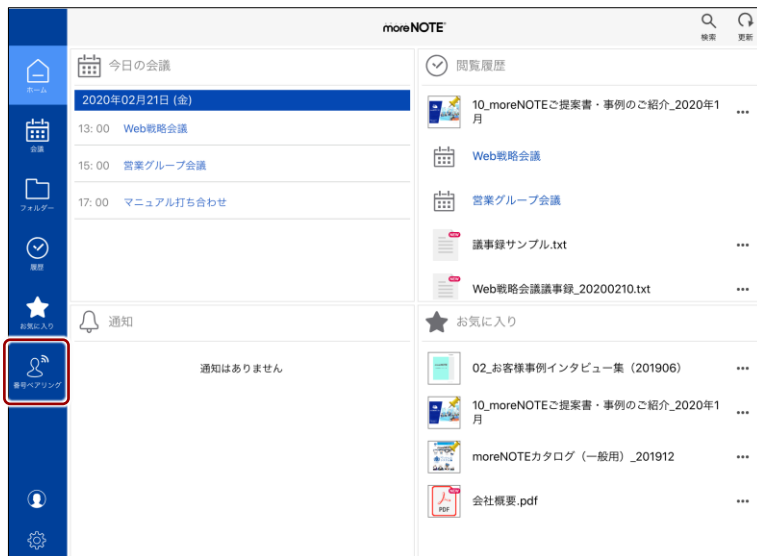 moreNOTE
検索
更新
ホーム
会議
フォルダー
履歴
お気に入り
番号ペアリング
今日の会議
2020年02月21日 (金)
13: 00 Web戦略会議
15: 00 営業グループ会議
17: 00 マニュアル打ち合わせ
閲覧履歴
10_moreNOTEご提案書・事例のご紹介_2020年1
月
Web戦略会議
営業グループ会議
NEW
議事録サンプル.txt
NEW
Web戦略会議議事録_20200210.txt
通知
通知はありません
お気に入り
02_お客様事例インタビュー集（201906）
10_moreNOTEご提案書・事例のご紹介_2020年1
月
moreNOTEカタログ（一般用）_201912
NEW
PDF
会社概要.pdf